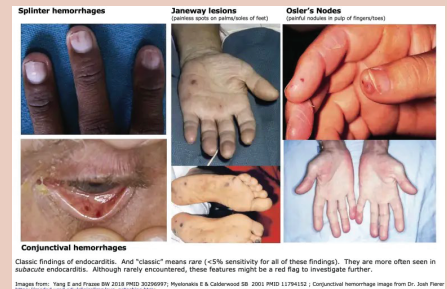 Splinter hemorrhages
Janeway lesions
(painless spots on palms/soles of feet)
Osler's Nodes
(painful nodules in pulp of fingers/toes)
Conjunctival hemorrhages
Classic findings of endocarditis. And "classic" means rare (<5% sensitivity for all of these findings). They are more often seen in
subacute endocarditis. Although rarely encountered, these features might be a red flag to investigate further.
Images from: Yang E and Frazee BW 2018 PMID 30296997; Mylonakis E & Calderwood SB 2001 PMID 11794152 ; Conjunctival hemorrhage image from Dr. Josh Fierer